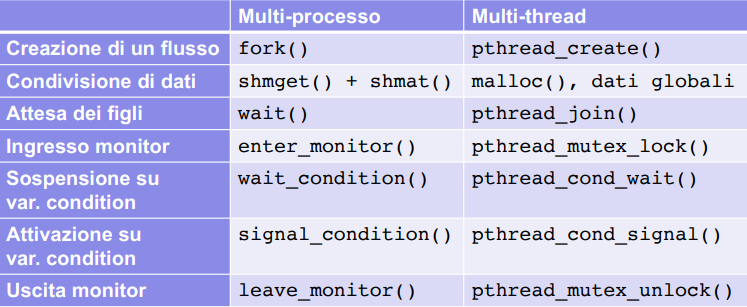 Multi-processo Multi-thread
Creazione di un flusso fork() pthread_create()
Condivisione di dati shmget() + shmat() malloc(), dati globali
Attesa dei figli wait() pthread_join()
Ingresso monitor enter_monitor() pthread_mutex_lock()
Sospensione su wait_condition() pthread_cond_wait()
var. condition
Attivazione su signal_condition() pthread_cond_signal()
var. condition
Uscita monitor leave_monitor() pthread_mutex_unlock()